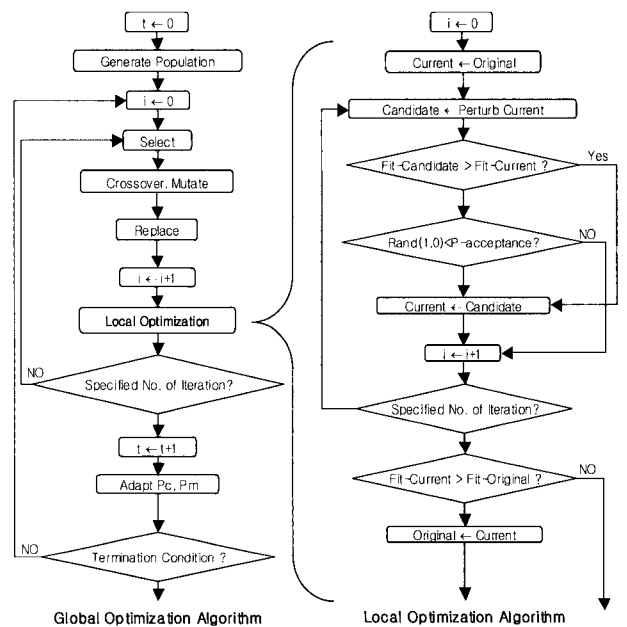 t ← 0
Generate Population
i ← 0
Select
Crossover. Mutate
Replace
i ← i+1
Local Optimization
NO
Specified No. of Iteration?
t ← t+1
Adapt Pc, Pm
NO
Termination Condition ?
Global Optimization Algorithm
i ← 0
Current ← Original
Candidate ← Perturb Current
Yes
Fit-Candidate > Fit-Current ?
NO
Rand(1.0)<P-acceptance?
Current ← Candidate
i ← i+1
Specified No. of Iteration?
NO
Fit-Current > Fit-Original ?
Original ← Current
Local Optimization Algorithm